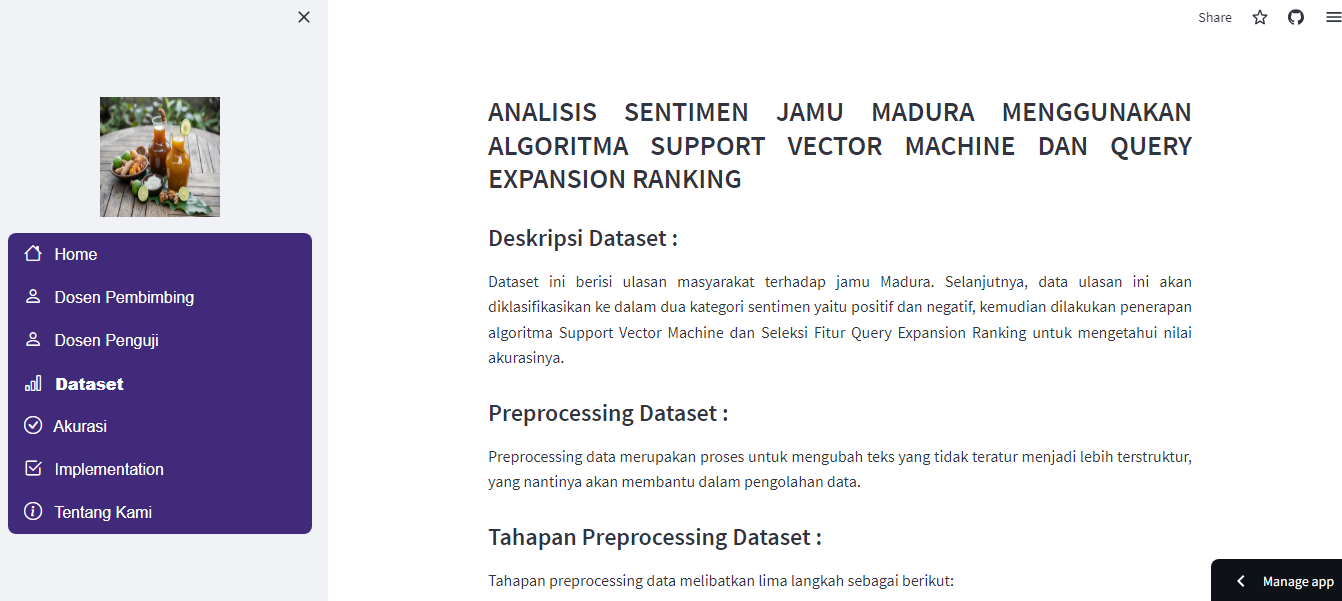 Share
Home
Dosen Pembimbing
Dosen Penguji
Dataset
Akurasi
Implementation
Tentang Kami
ANALISIS SENTIMEN JAMU MADURA MENGGUNAKAN
ALGORITMA SUPPORT VECTOR MACHINE DAN QUERY
EXPANSION RANKING
Deskripsi Dataset :
Dataset ini berisi ulasan masyarakat terhadap jamu Madura. Selanjutnya, data ulasan ini akan
diklasifikasikan ke dalam dua kategori sentimen yaitu positif dan negatif, kemudian dilakukan penerapan
algoritma Support Vector Machine dan Seleksi Fitur Query Expansion Ranking untuk mengetahui nilai
akurasinya.
Preprocessing Dataset :
Preprocessing data merupakan proses untuk mengubah teks yang tidak teratur menjadi lebih terstruktur,
yang nantinya akan membantu dalam pengolahan data.
Tahapan Preprocessing Dataset :
Tahapan preprocessing data melibatkan lima langkah sebagai berikut:
Manage app